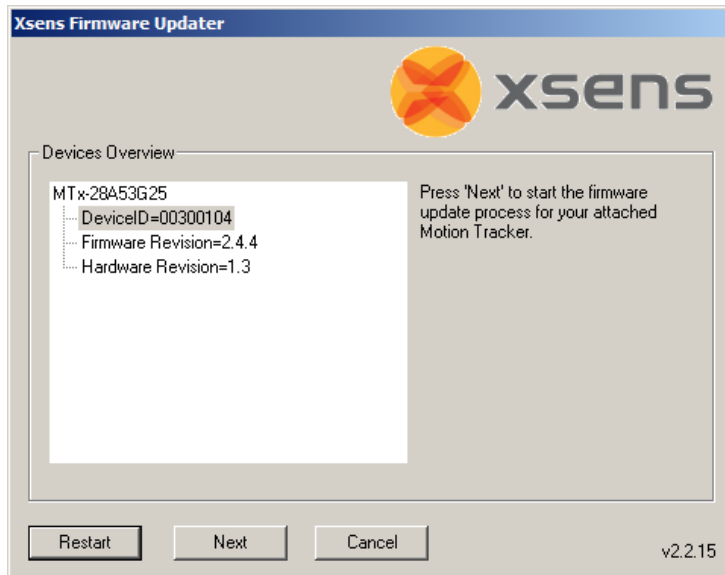 Xsens Firmware Updater
xsens
Devices Overview
MTx-28A53G25
DeviceID=00300104
Firmware Revision=2.4.4
Hardware Revision=1.3
Press 'Next' to start the firmware
update process for your attached
Motion Tracker.
Restart
Next
Cancel
v2.2.15